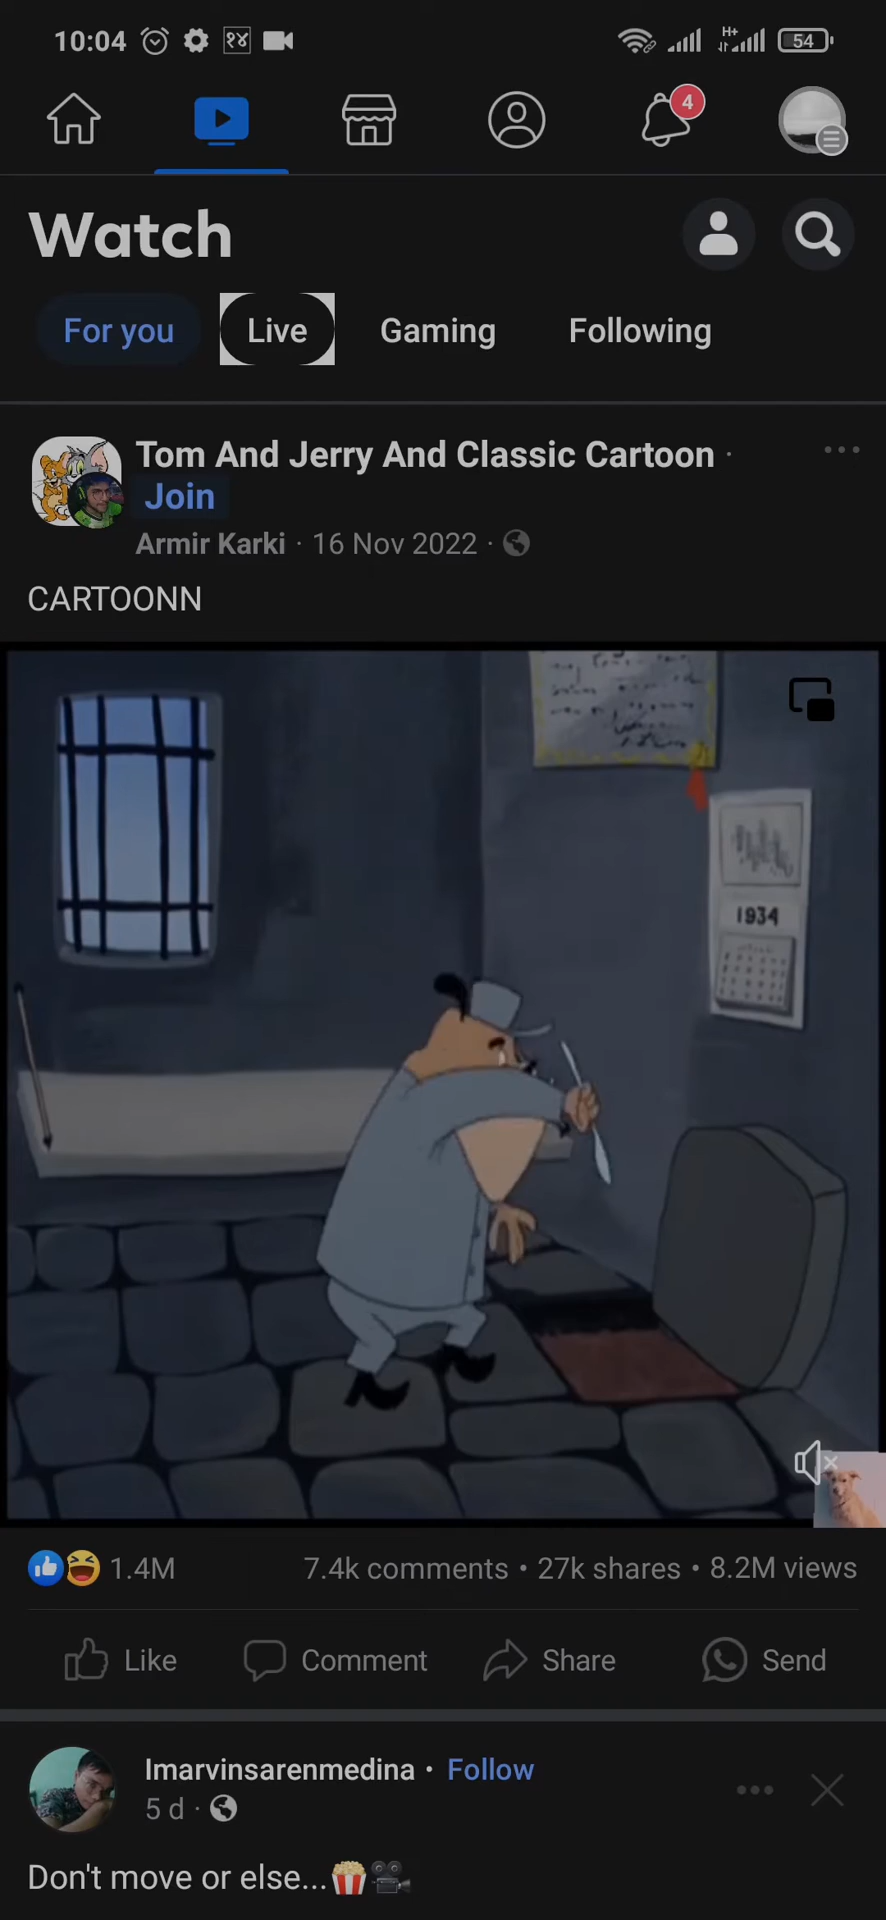 10:04 १४ H+ 54
4
Watch
For you Live Gaming Following
Tom And Jerry And Classic Cartoon ·
Join
Armir Karki · 16 Nov 2022 ·
CARTOONN
1934
1.4M 7.4k comments • 27k shares • 8.2M views
Like Comment Share Send
Imarvinsarenmedina • Follow
5 d ·
Don't move or else...🍿🎥